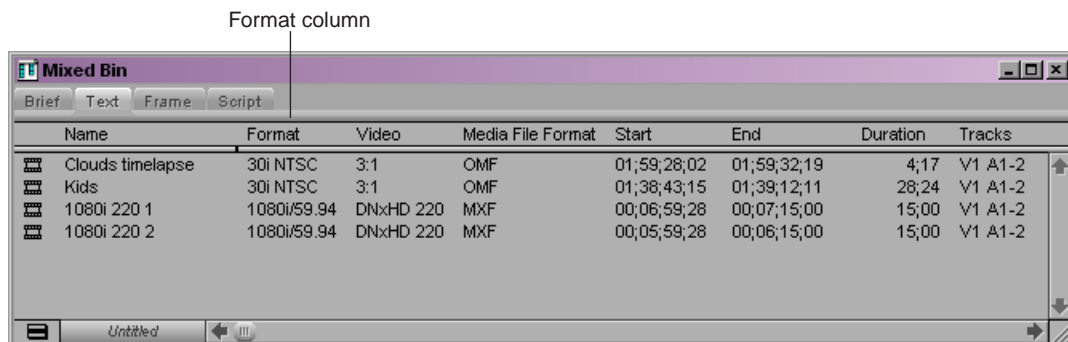 Format column
Mixed Bin
Brief Text Frame Script
Name Format Video Media File Format Start End Duration Tracks
Clouds timelapse 30i NTSC 3:1 OMF 01;59;28;02 01;59;32;19 4;17 V1 A1-2
Kids 30i NTSC 3:1 OMF 01;38;43;15 01;39;12;11 28;24 V1 A1-2
1080i 220 1 1080i/59.94 DNxHD 220 MXF 00;06;59;28 00;07;15;00 15;00 V1 A1-2
1080i 220 2 1080i/59.94 DNxHD 220 MXF 00;05;59;28 00;06;15;00 15;00 V1 A1-2
Untitled